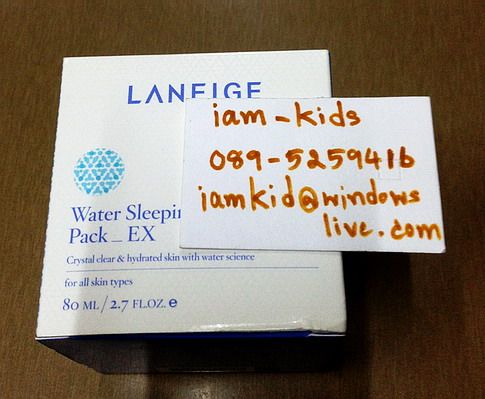 LANEIGE
iam-kids
089-5259416
iamkid@windows
live.com
Water Sleepin
Pack_EX
Crystal clear & hydrated skin with water science
for all skin types
80 ML/2.7 FL.OZ. e